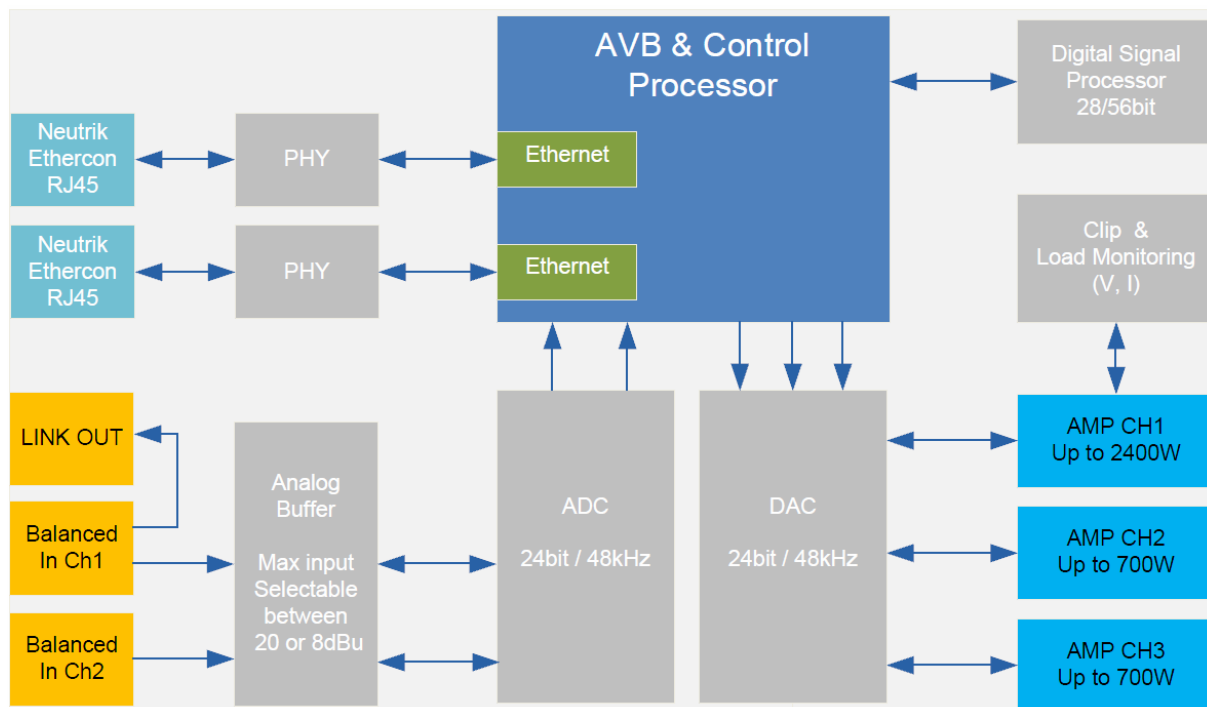 AVB & Control
Processor
Digital Signal
Processor
28/56bit
Neutrik
Ethercon
RJ45
PHY
Ethernet
Neutrik
Ethercon
RJ45
PHY
Ethernet
Clip &
Load Monitoring
(V, I)
LINK OUT
Balanced
In Ch1
Balanced
In Ch2
Analog
Buffer
Max input
Selectable
between
20 or 8dBu
ADC
24bit / 48kHz
DAC
24bit / 48kHz
AMP CH1
Up to 2400W
AMP CH2
Up to 700W
AMP CH3
Up to 700W